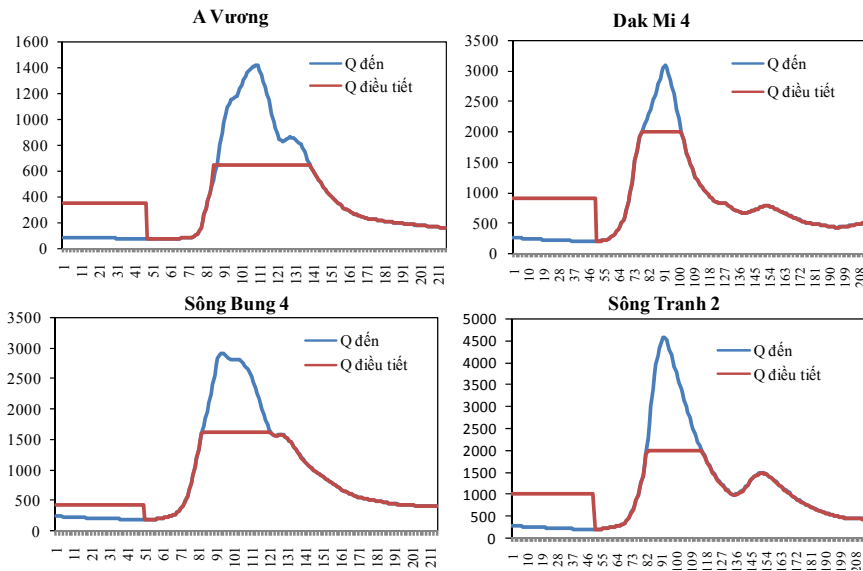 A Vương
1600
1400
1200
1000
800
600
400
200
0
Q đến
Q điều tiết
1 11 21 31 41 51 61 71 81 91 101 111 121 131 141 151 161 171 181 191 201 211
Dak Mi 4
3500
3000
2500
2000
1500
1000
500
0
Q đến
Q điều tiết
1 10 19 28 37 46 55 64 73 82 91 100 109 118 127 136 145 154 163 172 181 190 199 208
Sông Bung 4
3500
3000
2500
2000
1500
1000
500
0
Q đến
Q điều tiết
1 11 21 31 41 51 61 71 81 91 101 111 121 131 141 151 161 171 181 191 201 211
Sông Tranh 2
5000
4500
4000
3500
3000
2500
2000
1500
1000
500
0
Q đến
Q điều tiết
1 10 19 28 37 46 55 64 73 82 91 100 109 118 127 136 145 154 163 172 181 190 199 208